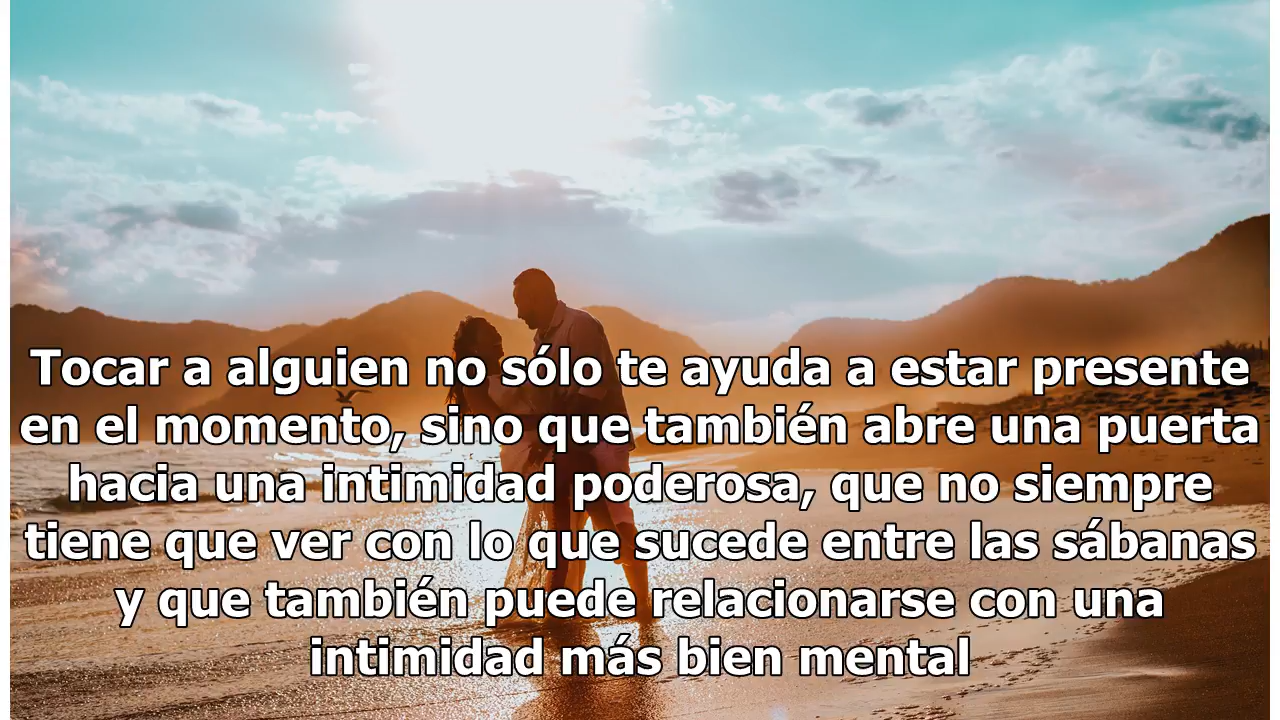 Tocar a alguien no sólo te ayuda a estar presente
en el momento, sino que también abre una puerta
hacia una intimidad poderosa, que no siempre
tiene que ver con lo que sucede entre las sábanas
y que también puede relacionarse con una
intimidad más bien mental